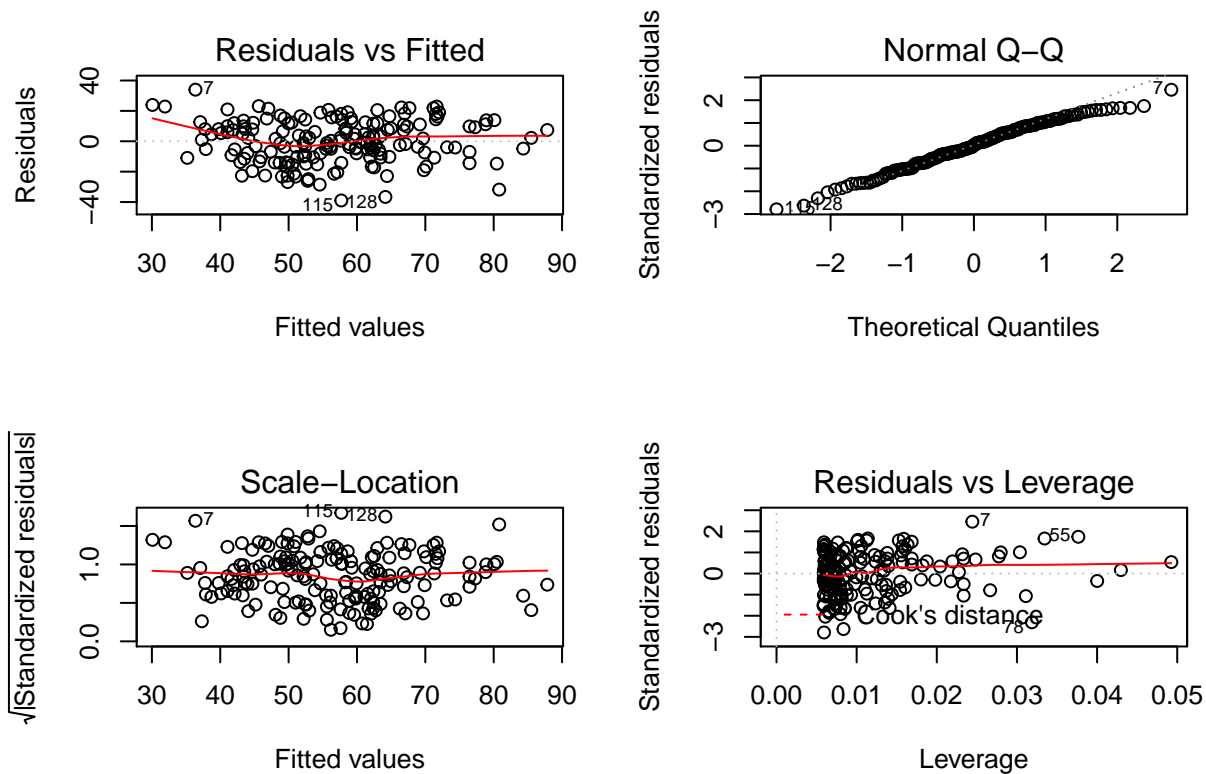 Residuals vs Fitted
Residuals
40
0
−40
7
115
128
30 40 50 60 70 80 90
Fitted values
Normal Q−Q
Standardized residuals
2
0
−3
7
115
128
−2 −1 0 1 2
Theoretical Quantiles
Scale−Location
√|Standardized residuals|
1.0
0.0
7
115
128
30 40 50 60 70 80 90
Fitted values
Residuals vs Leverage
Standardized residuals
2
0
−3
7
55
Cook's distance
78
0.00 0.01 0.02 0.03 0.04 0.05
Leverage